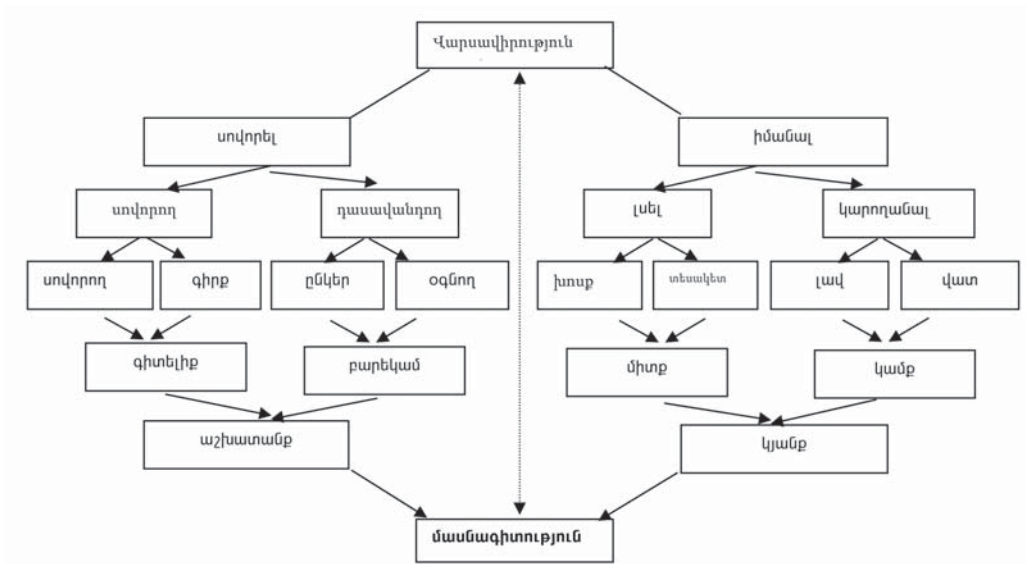 Վարսավիրություն
սովորել
իմանալ
սովորող
դասավանդող
լսել
կարողանալ
սովորող
գիրք
ընկեր
օգնող
խոսք
տեսակետ
լավ
վատ
գիտելիք
բարեկամ
միտք
կամք
աշխատանք
կյանք
մասնագիտություն